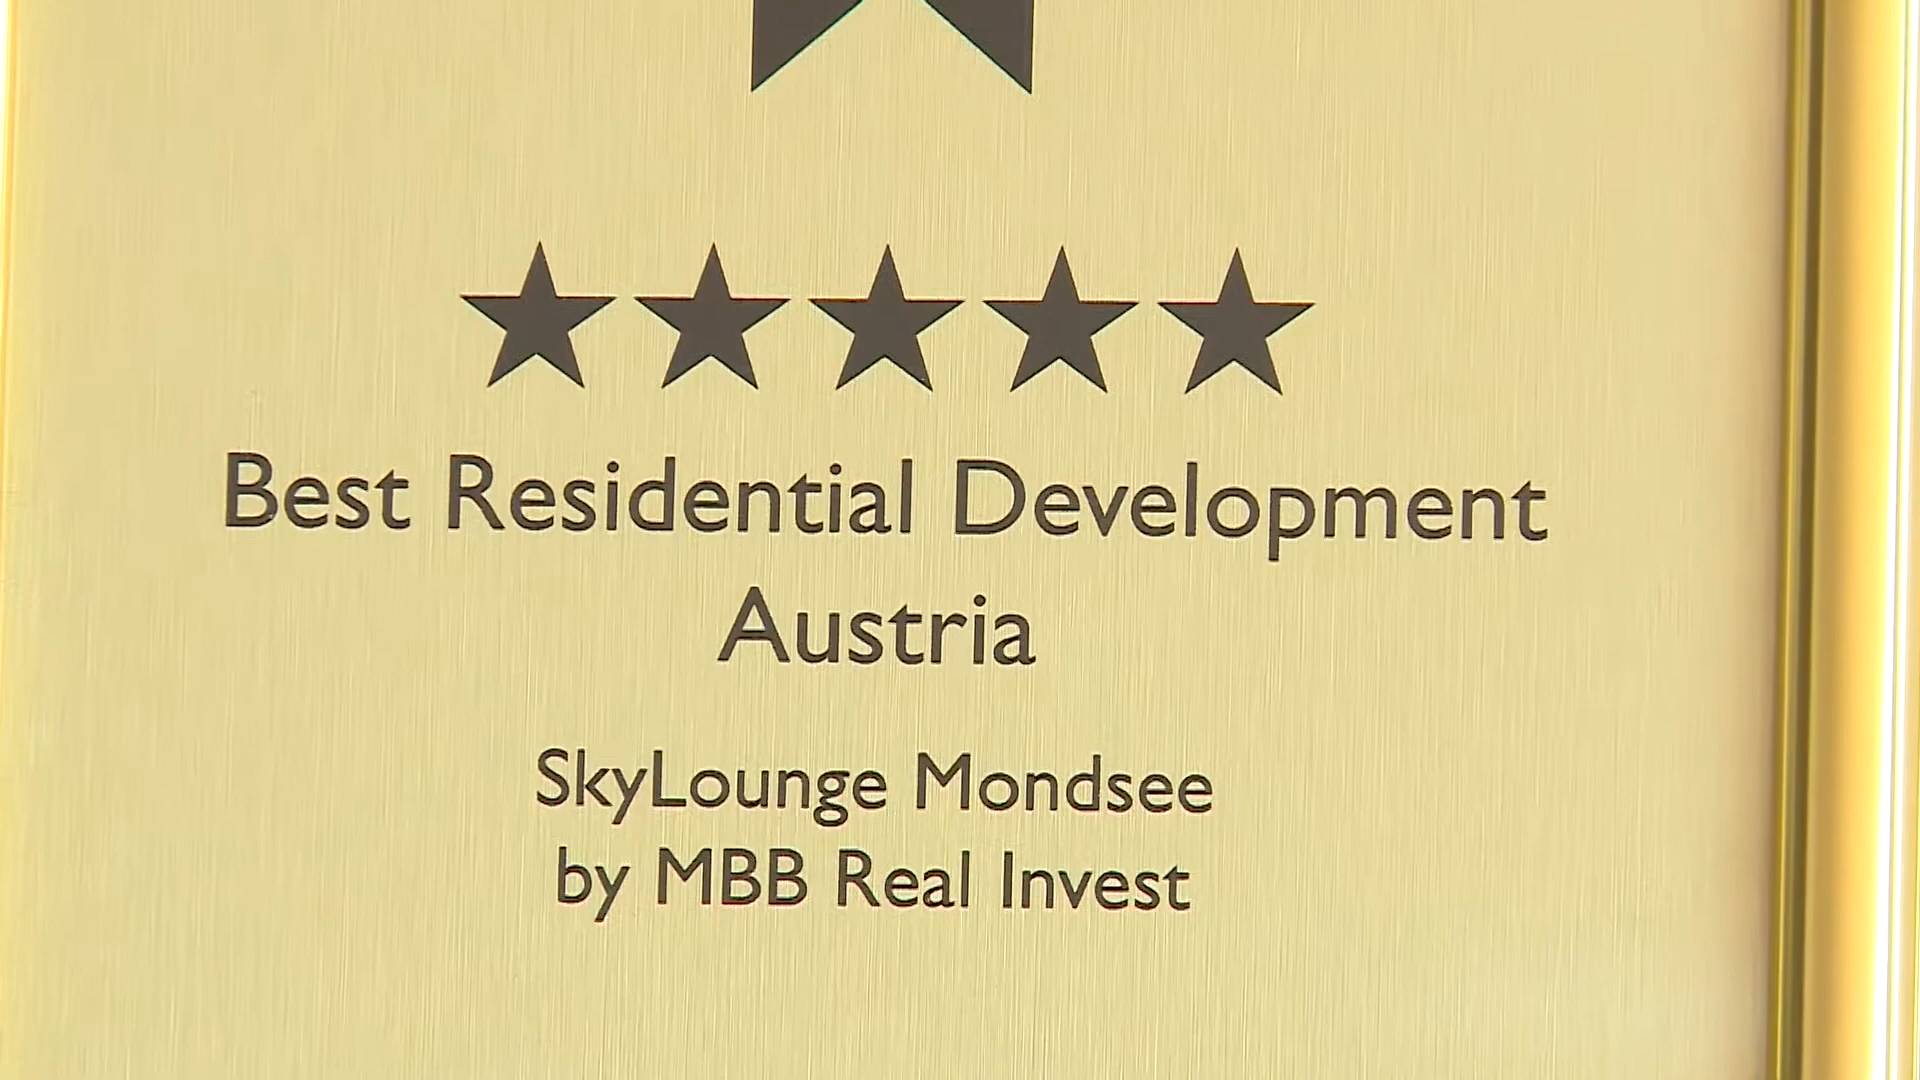 Best Residential Development
Austria
SkyLounge Mondsee
by MBB Real Invest